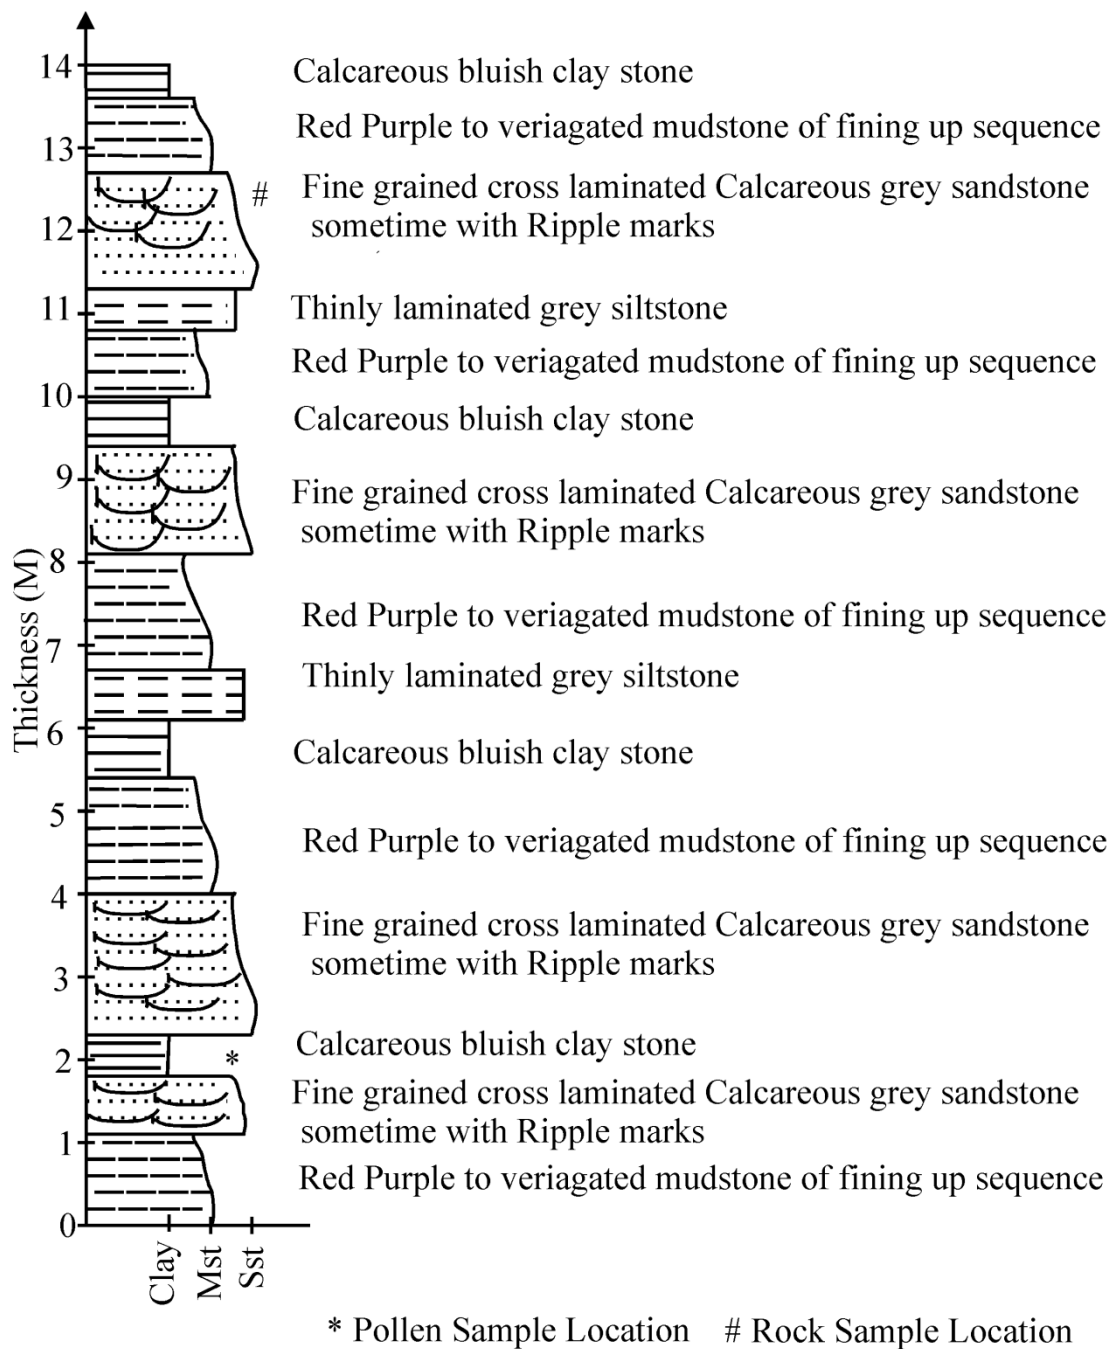 14
Calcareous bluish clay stone
Red Purple to veriagated mudstone of fining up sequence
13
#
Fine grained cross laminated Calcareous grey sandstone
sometime with Ripple marks
12
11
Thinly laminated grey siltstone
Red Purple to veriagated mudstone of fining up sequence
10
Calcareous bluish clay stone
9
Fine grained cross laminated Calcareous grey sandstone
sometime with Ripple marks
8
Red Purple to veriagated mudstone of fining up sequence
7
Thinly laminated grey siltstone
6
Calcareous bluish clay stone
Thickness (M)
5
Red Purple to veriagated mudstone of fining up sequence
4
Fine grained cross laminated Calcareous grey sandstone
sometime with Ripple marks
3
Calcareous bluish clay stone
2
*
Fine grained cross laminated Calcareous grey sandstone
sometime with Ripple marks
1
Red Purple to veriagated mudstone of fining up sequence
0
Clay
Mst
Sst
* Pollen Sample Location # Rock Sample Location